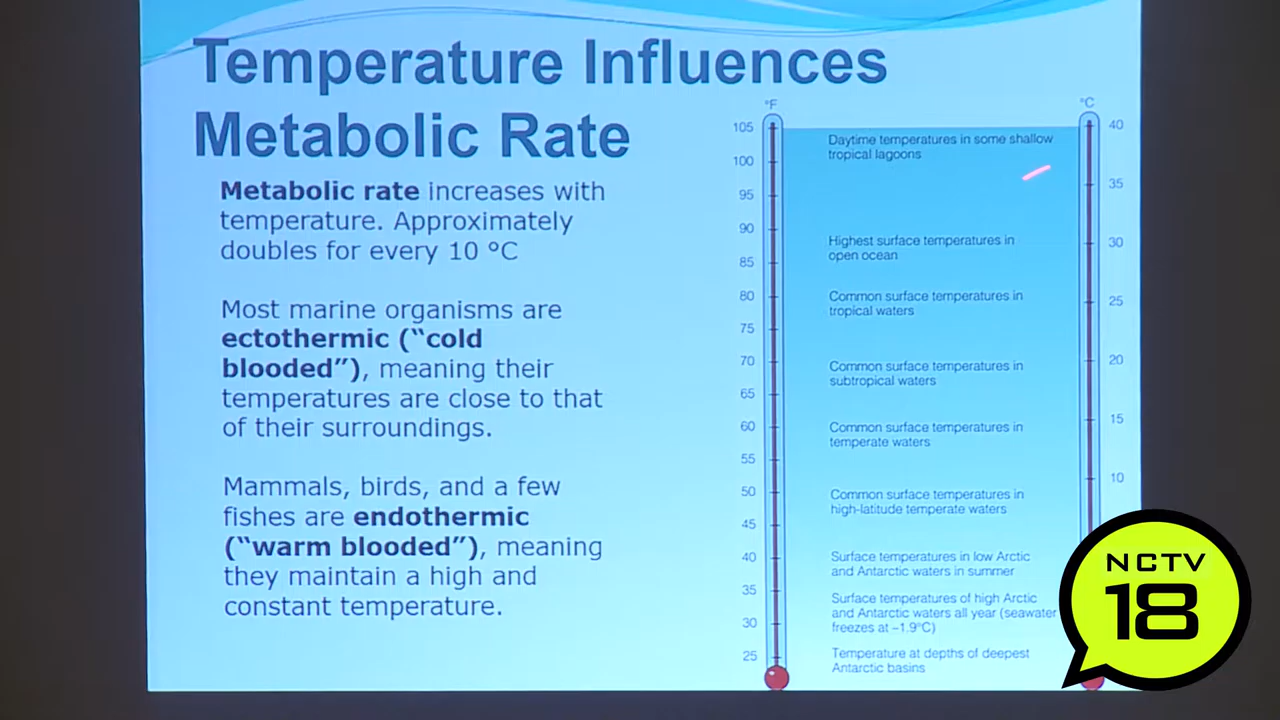 Temperature Influences
Metabolic Rate
Metabolic rate increases with
temperature. Approximately
doubles for every 10 °C
Most marine organisms are
ectothermic (“cold
blooded”), meaning their
temperatures are close to that
of their surroundings.
Mammals, birds, and a few
fishes are endothermic
(“warm blooded”), meaning
they maintain a high and
constant temperature.
°F
105
100
95
90
85
80
75
70
65
60
55
50
45
40
35
30
25
Daytime temperatures in some shallow
tropical lagoons
Highest surface temperatures in
open ocean
Common surface temperatures in
tropical waters
Common surface temperatures in
subtropical waters
Common surface temperatures in
temperate waters
Common surface temperatures in
high-latitude temperate waters
Surface temperatures in low Arctic
and Antarctic waters in summer
Surface temperatures of high Arctic
and Antarctic waters all year (seawater
freezes at –1.9°C)
Temperature at depths of deepest
Antarctic basins
°C
40
35
30
25
20
15
10
NCTV
18